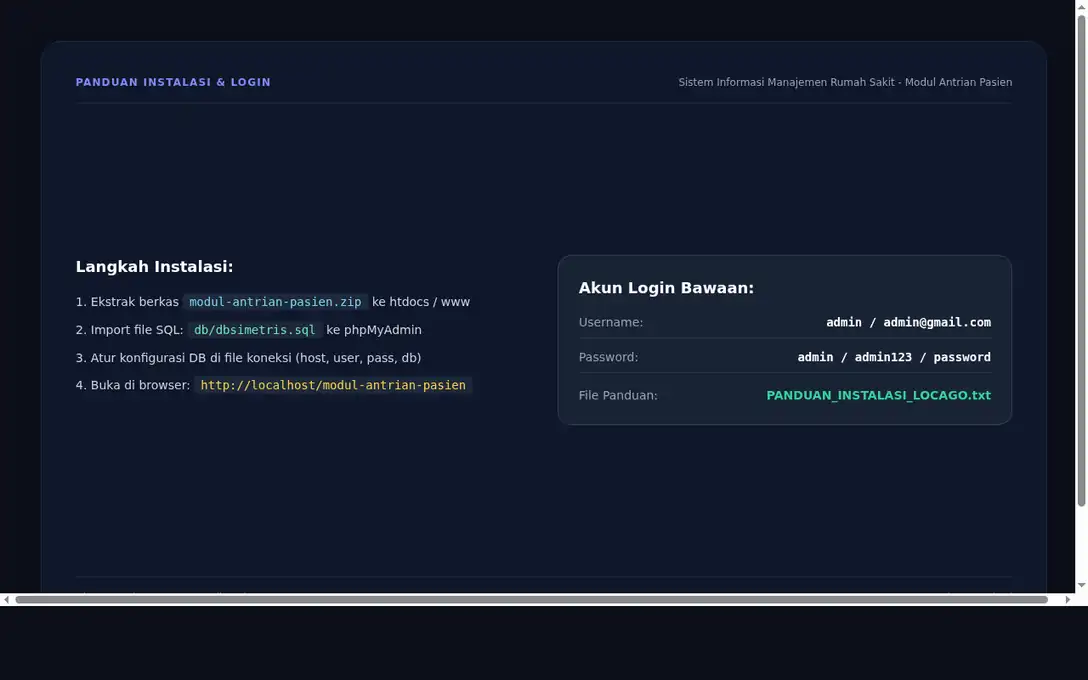 PANDUAN INSTALASI & LOGIN
Sistem Informasi Manajemen Rumah Sakit - Modul Antrian Pasien
Langkah Instalasi:
1. Ekstrak berkas modul-antrian-pasien.zip ke htdocs / www
2. Import file SQL: db/dbsimetris.sql ke phpMyAdmin
3. Atur konfigurasi DB di file koneksi (host, user, pass, db)
4. Buka di browser: http://localhost/modul-antrian-pasien
Akun Login Bawaan:
Username: admin / admin@gmail.com
Password: admin / admin123 / password
File Panduan: PANDUAN_INSTALASI_LOCAGO.txt